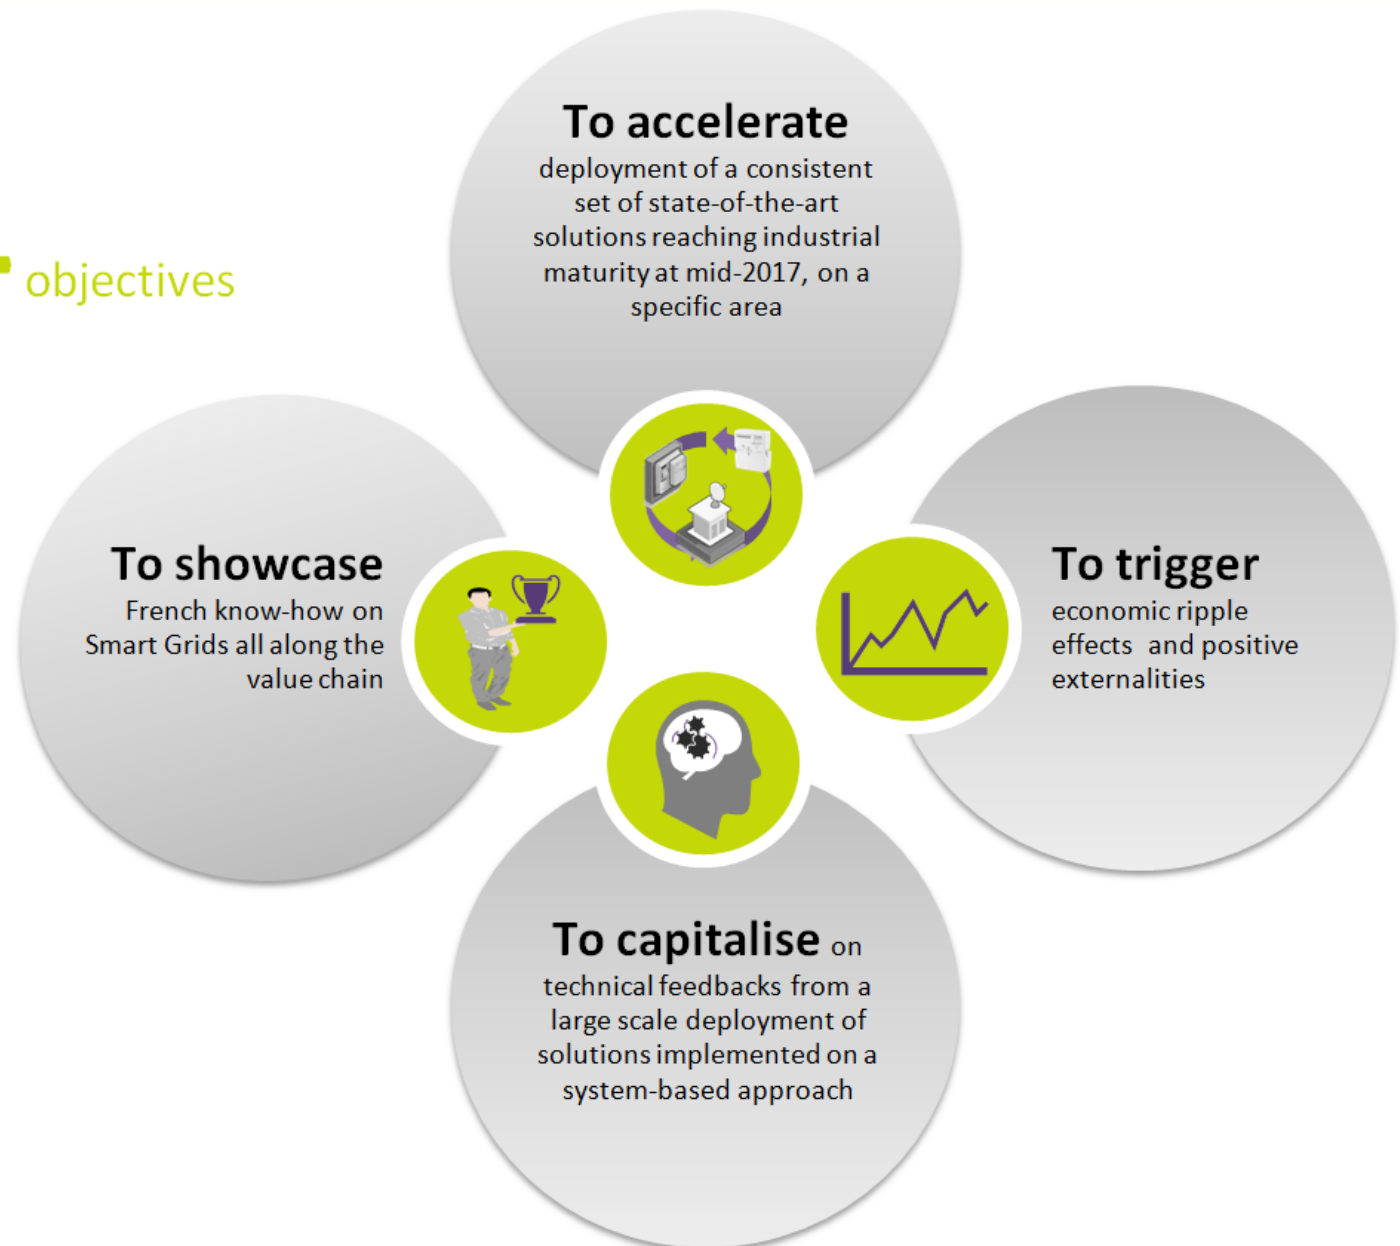 To accelerate
deployment of a consistent
set of state-of-the-art
solutions reaching industrial
maturity at mid-2017, on a
specific area
objectives
To showcase
French know-how on
Smart Grids all along the
value chain
To trigger
economic ripple
effects and positive
externalities
To capitalise on
technical feedbacks from a
large scale deployment of
solutions implemented on a
system-based approach